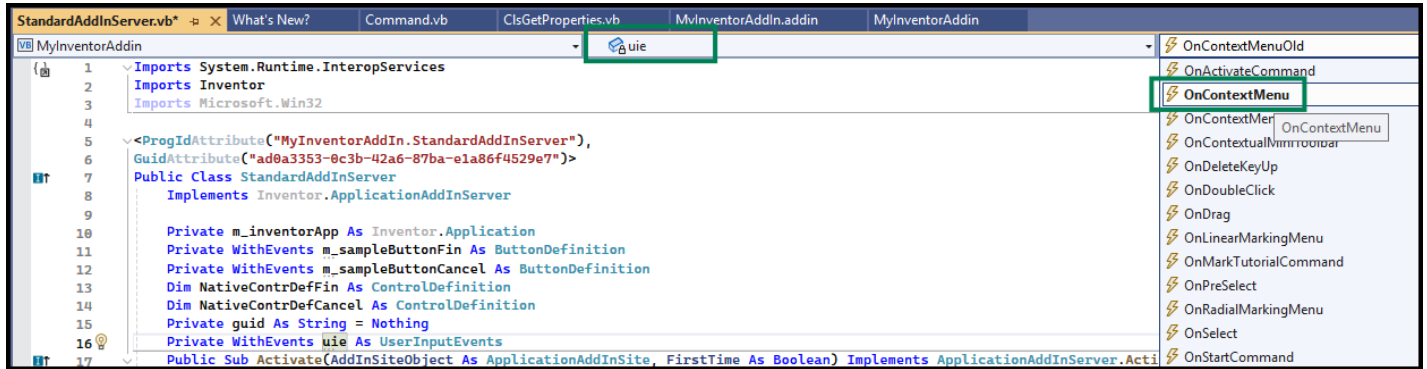 StandardAddInServer.vb* What's New? Command.vb ClsGetProperties.vb MyInventorAddIn.addin MyInventorAddin
VB MyInventorAddin uie OnContextMenuOld
1 Imports System.Runtime.InteropServices
2 Imports Inventor
3 Imports Microsoft.Win32
4
5 <ProgIdAttribute("MyInventorAddIn.StandardAddInServer"),
6 GuidAttribute("ad0a3353-0c3b-42a6-87ba-e1a86f4529e7")>
7 Public Class StandardAddInServer
8 Implements Inventor.ApplicationAddInServer
9
10 Private m_inventorApp As Inventor.Application
11 Private WithEvents m_sampleButtonFin As ButtonDefinition
12 Private WithEvents m_sampleButtonCancel As ButtonDefinition
13 Dim NativeContrDefFin As ControlDefinition
14 Dim NativeContrDefCancel As ControlDefinition
15 Private guid As String = Nothing
16 Private WithEvents uie As UserInputEvents
17 Public Sub Activate(AddInSiteObject As ApplicationAddInSite, FirstTime As Boolean) Implements ApplicationAddInServer.Acti
OnActivateCommand
OnContextMenu
OnContextMen
OnContextMenu
OnContextualMiniToolbar
OnDeleteKeyUp
OnDoubleClick
OnDrag
OnLinearMarkingMenu
OnMarkTutorialCommand
OnPreSelect
OnRadialMarkingMenu
OnSelect
OnStartCommand